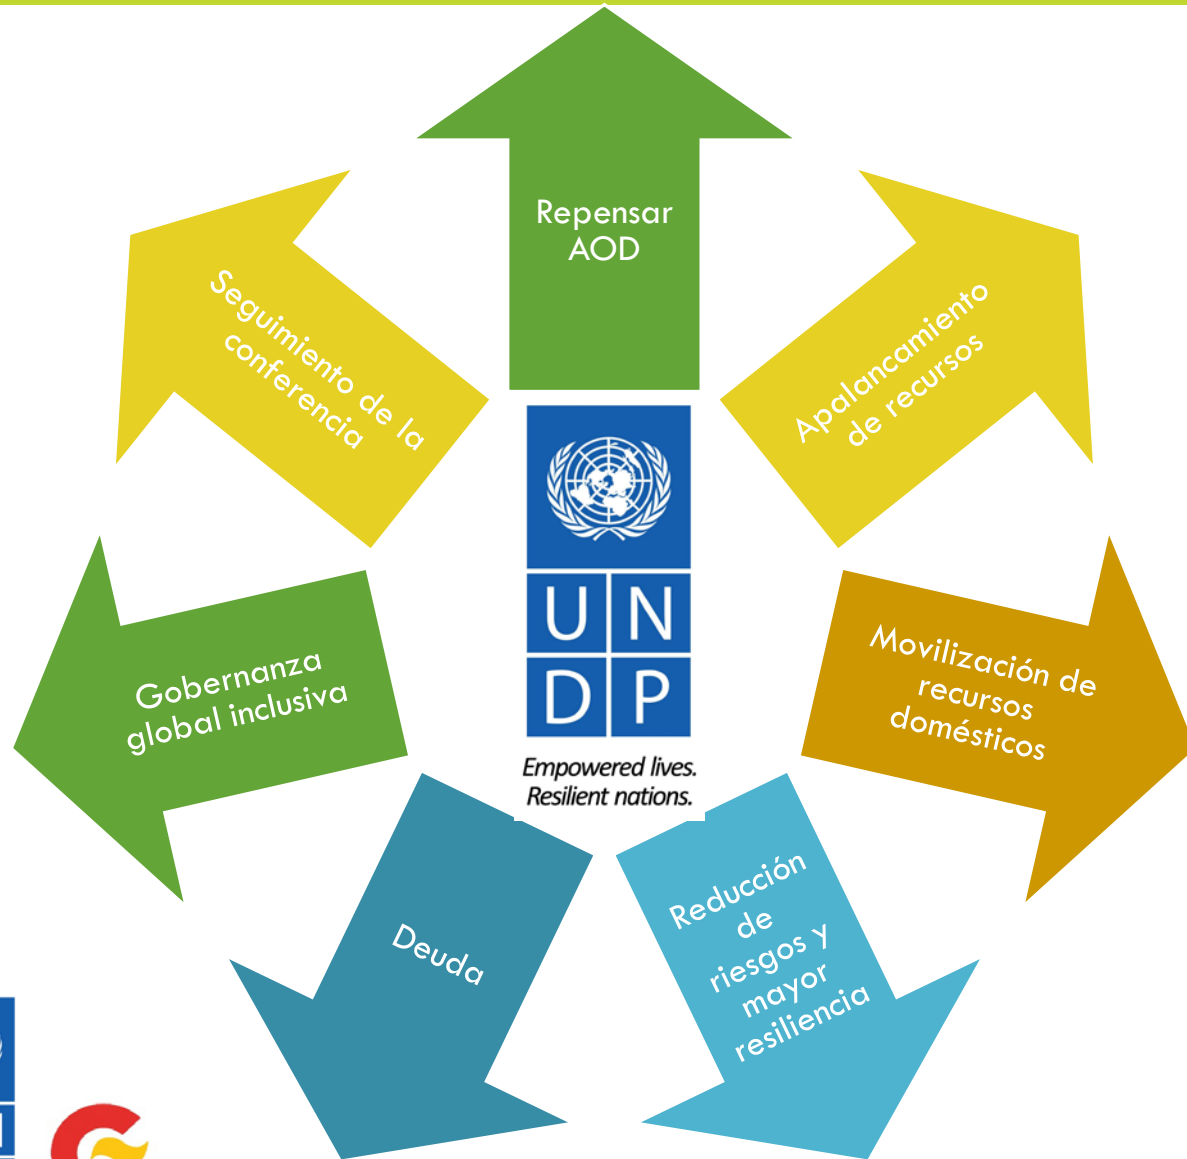 Repensar
AOD
Apalancamiento
de recursos
Movilización de
recursos
domésticos
Reducción
de
riesgos y
mayor
resiliencia
Deuda
Gobernanza
global inclusiva
Seguimiento de la
conferencia
U N
D P
Empowered lives.
Resilient nations.